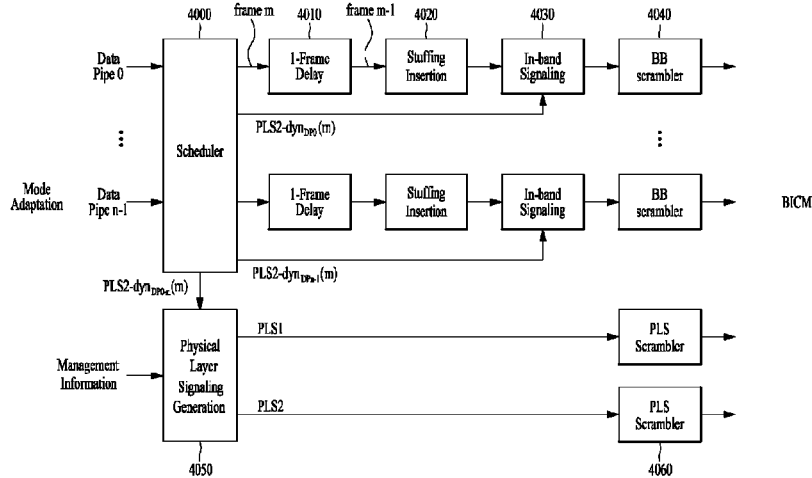 4000 frame m 4010 frame m-1 4020 4030 4040
Data
Pipe 0
1-Frame
Delay
Stuffing
Insertion
In-band
Signaling
BB
scrambler
PLS2-dynDP0(m)
Scheduler
Mode
Adaptation
Data
Pipe n-1
1-Frame
Delay
Stuffing
Insertion
In-band
Signaling
BB
scrambler
BICM
PLS2-dynDPn-1(m)
PLS2-dynDP0-n(m)
Management
Information
Physical
Layer
Signaling
Generation
PLS1
PLS
Scrambler
PLS2
PLS
Scrambler
4050 4060